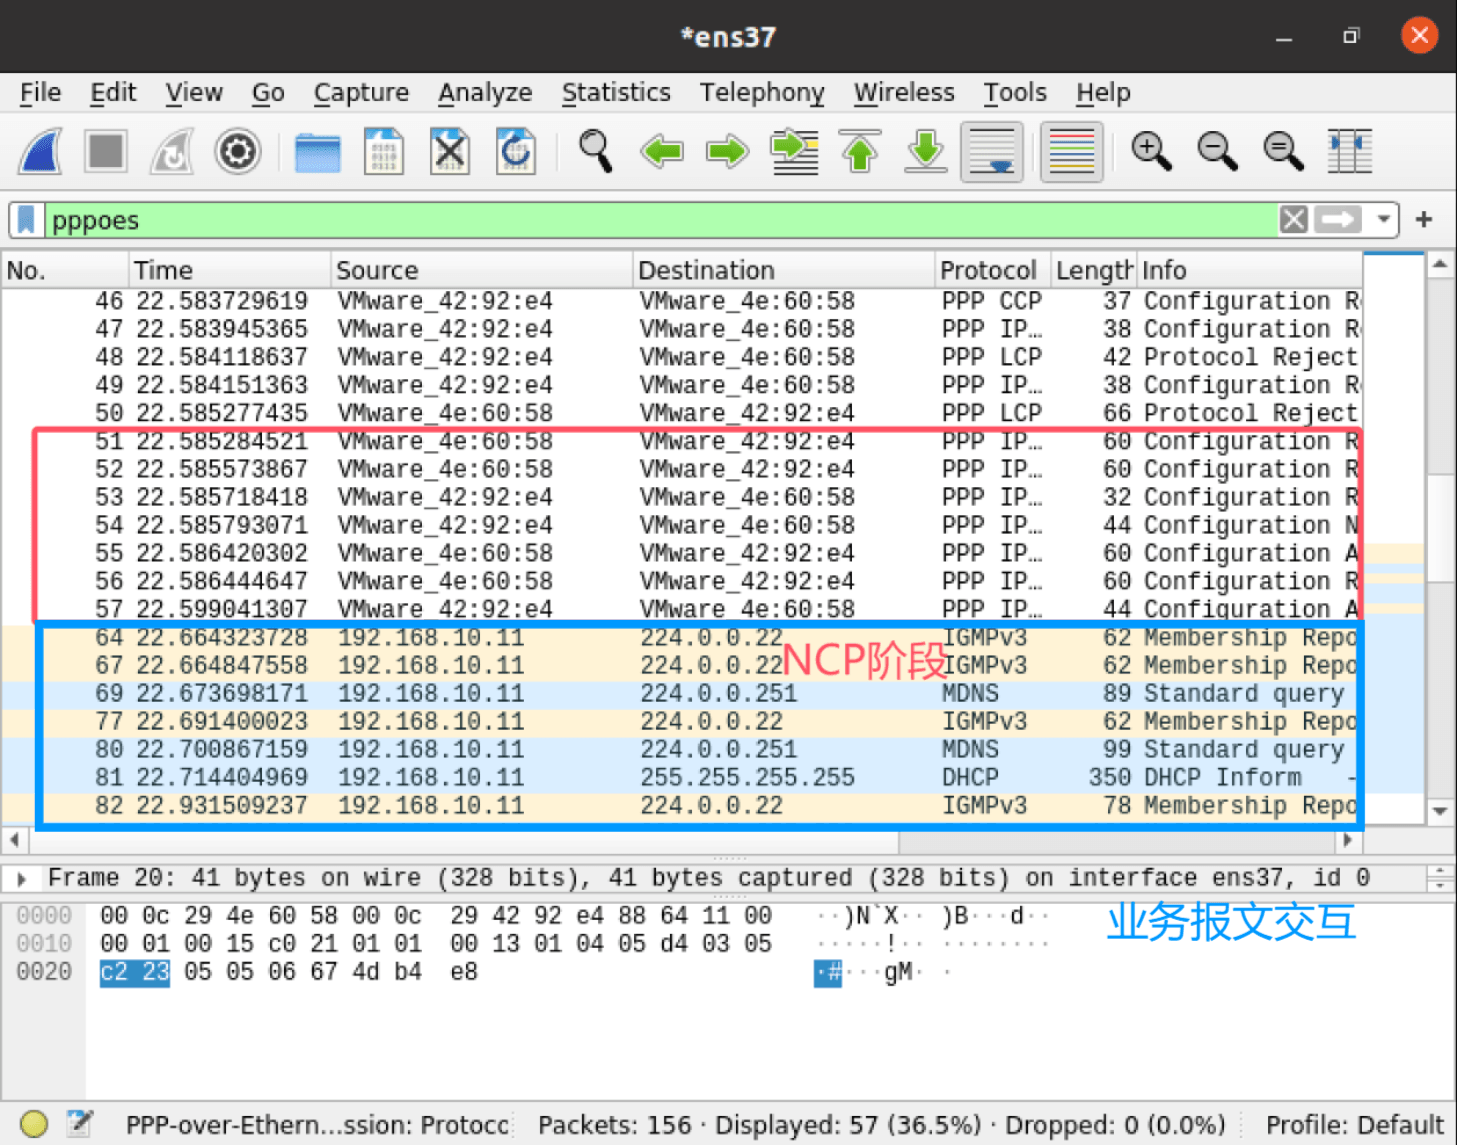 *ens37
File Edit View Go Capture Analyze Statistics Telephony Wireless Tools Help
pppoes
No. Time Source Destination Protocol Length Info
46 22.583729619 VMware_42:92:e4 VMware_4e:60:58 PPP CCP 37 Configuration R
47 22.583945365 VMware_42:92:e4 VMware_4e:60:58 PPP IP… 38 Configuration R
48 22.584118637 VMware_42:92:e4 VMware_4e:60:58 PPP LCP 42 Protocol Reject
49 22.584151363 VMware_42:92:e4 VMware_4e:60:58 PPP IP… 38 Configuration R
50 22.585277435 VMware_4e:60:58 VMware_42:92:e4 PPP LCP 66 Protocol Reject
51 22.585284521 VMware_4e:60:58 VMware_42:92:e4 PPP IP… 60 Configuration R
52 22.585573867 VMware_4e:60:58 VMware_42:92:e4 PPP IP… 60 Configuration R
53 22.585718418 VMware_42:92:e4 VMware_4e:60:58 PPP IP… 32 Configuration R
54 22.585793071 VMware_42:92:e4 VMware_4e:60:58 PPP IP… 44 Configuration N
55 22.586420302 VMware_4e:60:58 VMware_42:92:e4 PPP IP… 60 Configuration A
56 22.586444647 VMware_4e:60:58 VMware_42:92:e4 PPP IP… 60 Configuration R
57 22.599041307 VMware_42:92:e4 VMware_4e:60:58 PPP IP… 44 Configuration A
64 22.664323728 192.168.10.11 224.0.0.22 IGMPv3 62 Membership Repo
NCP阶段
67 22.664847558 192.168.10.11 224.0.0.22 IGMPv3 62 Membership Repo
69 22.673698171 192.168.10.11 224.0.0.251 MDNS 89 Standard query
77 22.691400023 192.168.10.11 224.0.0.22 IGMPv3 62 Membership Repo
80 22.700867159 192.168.10.11 224.0.0.251 MDNS 99 Standard query
81 22.714404969 192.168.10.11 255.255.255.255 DHCP 350 DHCP Inform -
82 22.931509237 192.168.10.11 224.0.0.22 IGMPv3 78 Membership Repo
Frame 20: 41 bytes on wire (328 bits), 41 bytes captured (328 bits) on interface ens37, id 0
0000 00 0c 29 4e 60 58 00 0c 29 42 92 e4 88 64 11 00 ··)N`X·· )B···d··
业务报文交互
0010 00 01 00 15 c0 21 01 01 00 13 01 04 05 d4 03 05 ·····!·· ········
0020 c2 23 05 05 06 67 4d b4 e8 ·#···gM· ·
PPP-over-Ethern…ssion: Protocc Packets: 156 · Displayed: 57 (36.5%) · Dropped: 0 (0.0%) Profile: Default